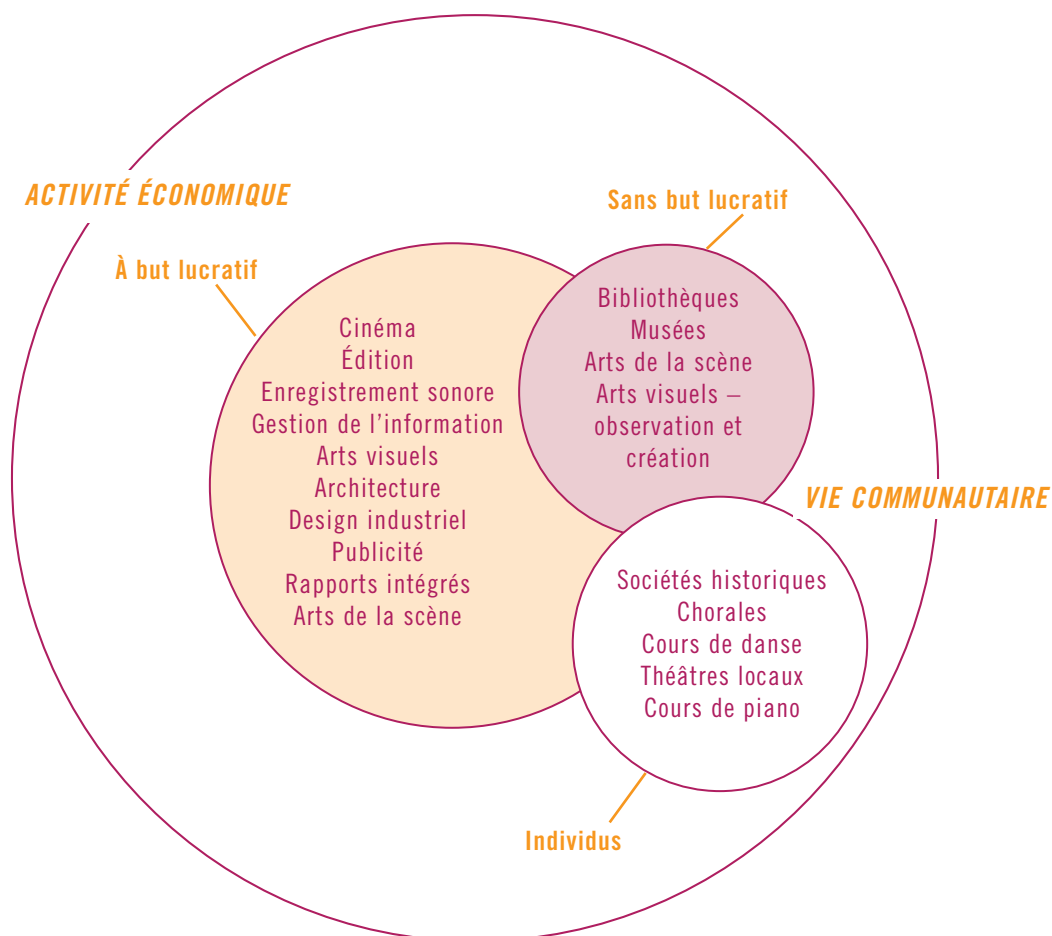 ACTIVITÉ ÉCONOMIQUE
Sans but lucratif
À but lucratif
Cinéma
Édition
Enregistrement sonore
Gestion de l'information
Arts visuels
Architecture
Design industriel
Publicité
Rapports intégrés
Arts de la scène
Bibliothèques
Musées
Arts de la scène
Arts visuels –
observation et
création
VIE COMMUNAUTAIRE
Sociétés historiques
Chorales
Cours de danse
Théâtres locaux
Cours de piano
Individus